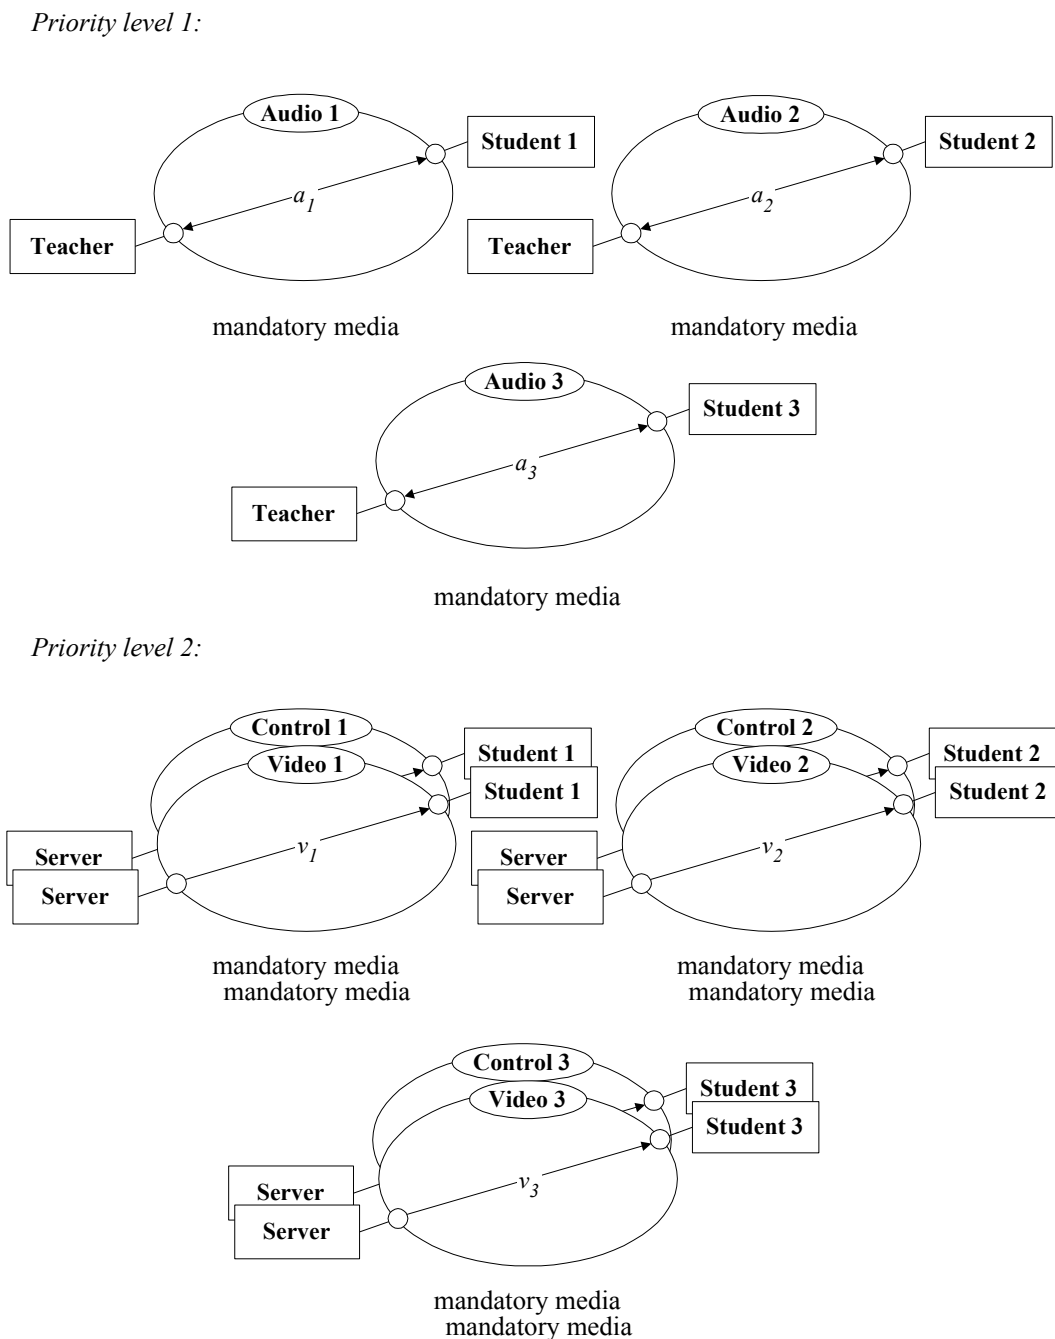 Priority level 1:
Audio 1
Student 1
a1
Teacher
mandatory media
Audio 2
Student 2
a2
Teacher
mandatory media
Audio 3
Student 3
a3
Teacher
mandatory media
Priority level 2:
Control 1
Video 1
Student 1
Student 1
v1
Server
Server
mandatory media
mandatory media
Control 2
Video 2
Student 2
Student 2
v2
Server
Server
mandatory media
mandatory media
Control 3
Video 3
Student 3
Student 3
v3
Server
Server
mandatory media
mandatory media